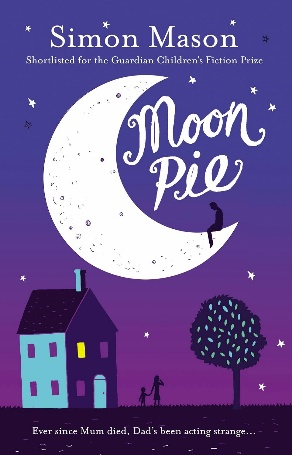 Simon Mason
Shortlisted for the Guardian Children's Fiction Prize
Moon
Pie
Ever since Mum died, Dad's been acting strange...